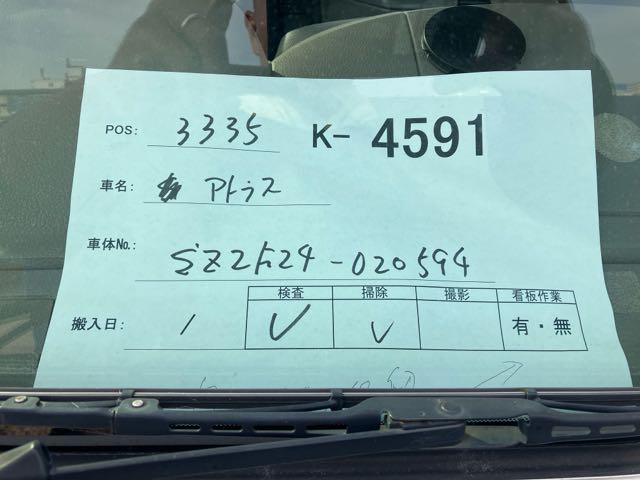 POS: 3335 K-4591
車名: アトラス
車体No.: SZ2F24-020594
検査 掃除 撮影 看板作業
搬入日: / V V 有・無